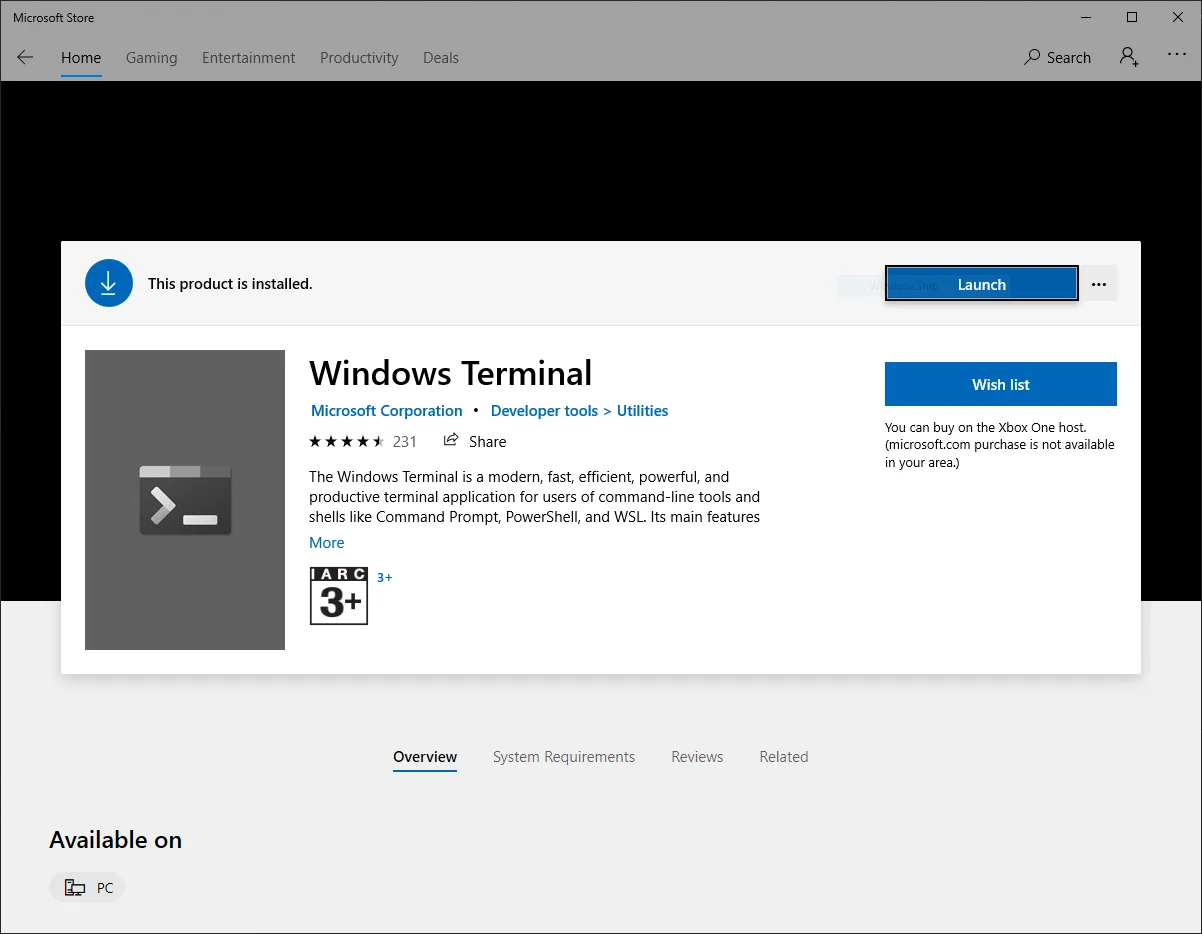 Microsoft Store
Home Gaming Entertainment Productivity Deals Search
This product is installed.
Launch
Windows Terminal
Microsoft Corporation • Developer tools > Utilities
231 Share
Wish list
You can buy on the Xbox One host.
(microsoft.com purchase is not available
in your area.)
The Windows Terminal is a modern, fast, efficient, powerful, and
productive terminal application for users of command-line tools and
shells like Command Prompt, PowerShell, and WSL. Its main features
More
IARC
3+
3+
Overview System Requirements Reviews Related
Available on
PC